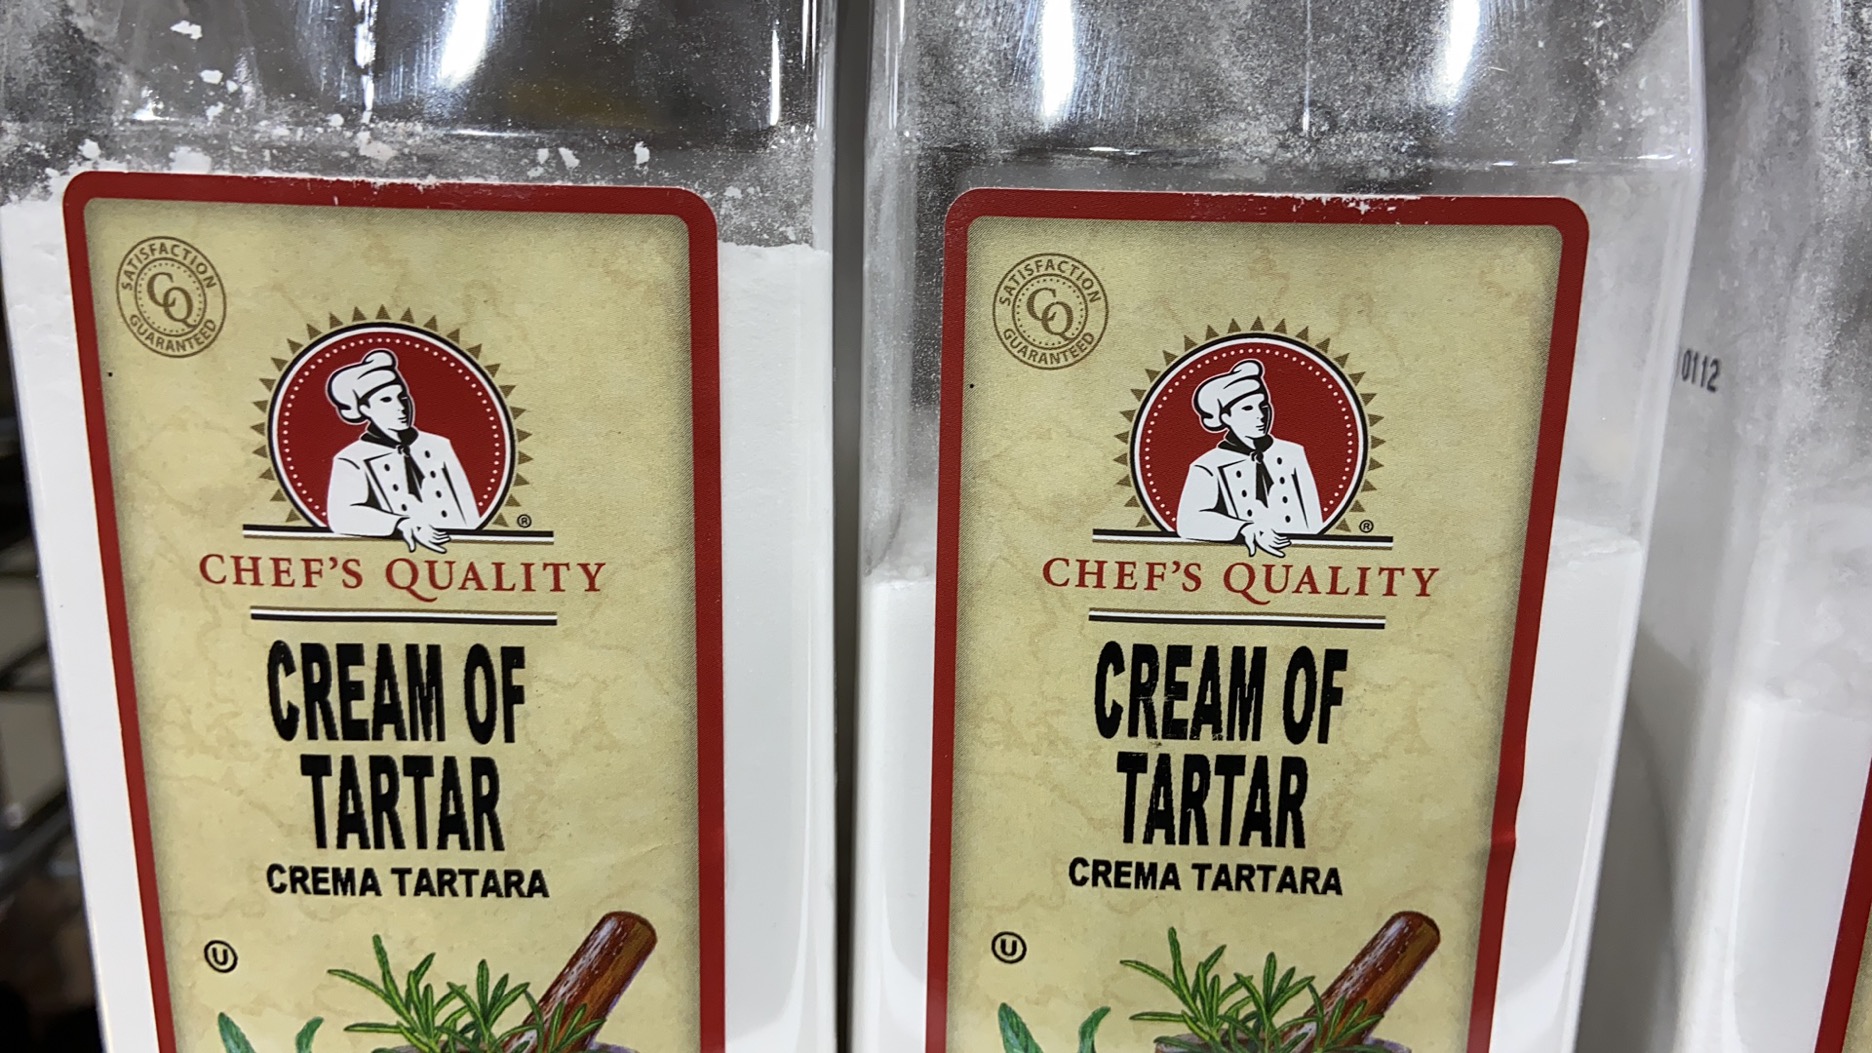 SATISFACTION
CQ
GUARANTEED
®
CHEF'S QUALITY
CREAM OF
TARTAR
CREMA TARTARA
U
SATISFACTION
CQ
GUARANTEED
®
CHEF'S QUALITY
CREAM OF
TARTAR
CREMA TARTARA
U
0112